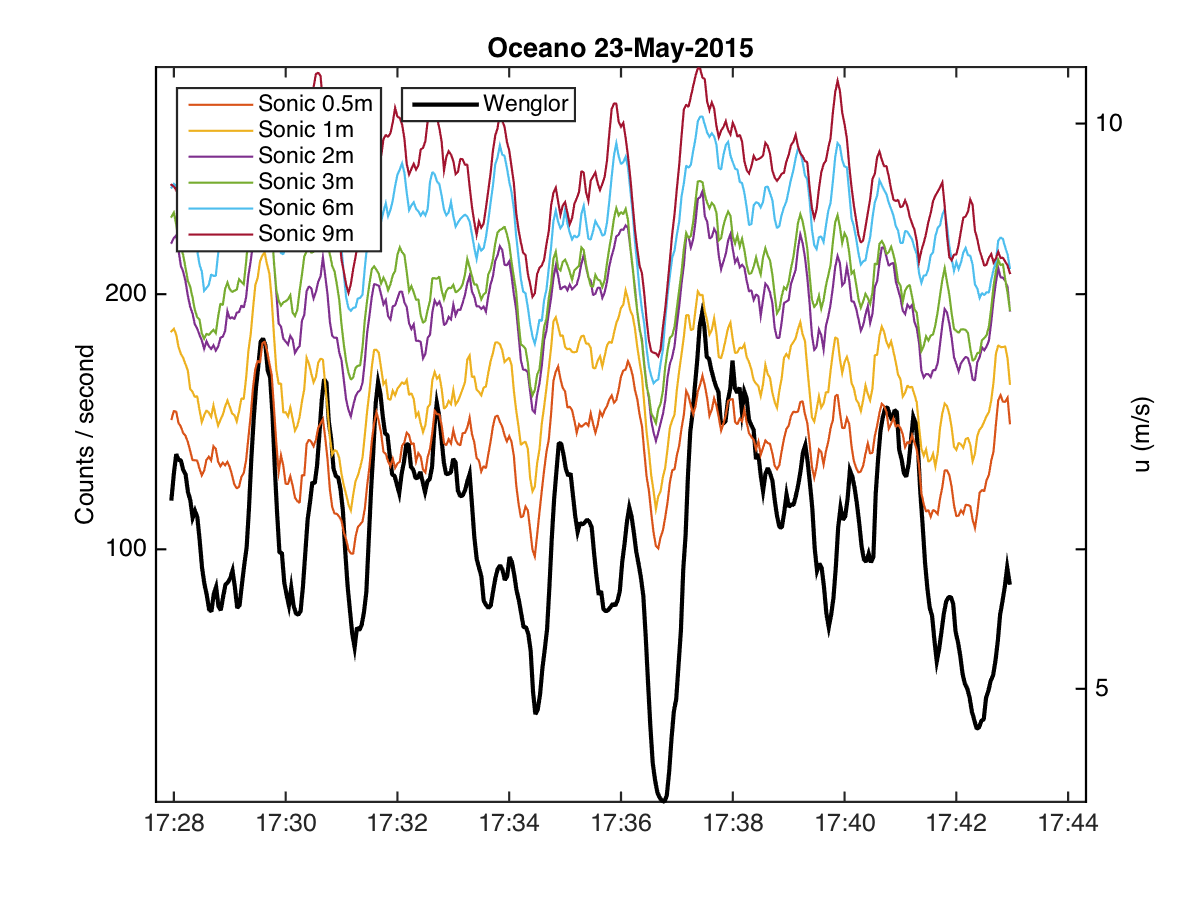 Oceano 23-May-2015
Sonic 0.5m
Sonic 1m
Sonic 2m
Sonic 3m
Sonic 6m
Sonic 9m
Wenglor
200
100
Counts / second
10
5
u (m/s)
17:28 17:30 17:32 17:34 17:36 17:38 17:40 17:42 17:44